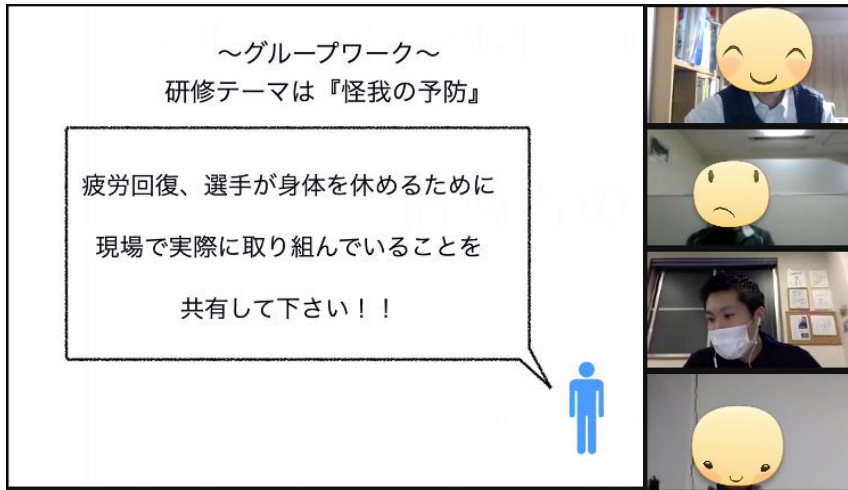 ～グループワーク～
研修テーマは『怪我の予防』
疲労回復、選手が身体を休めるために
現場で実際に取り組んでいることを
共有して下さい！！